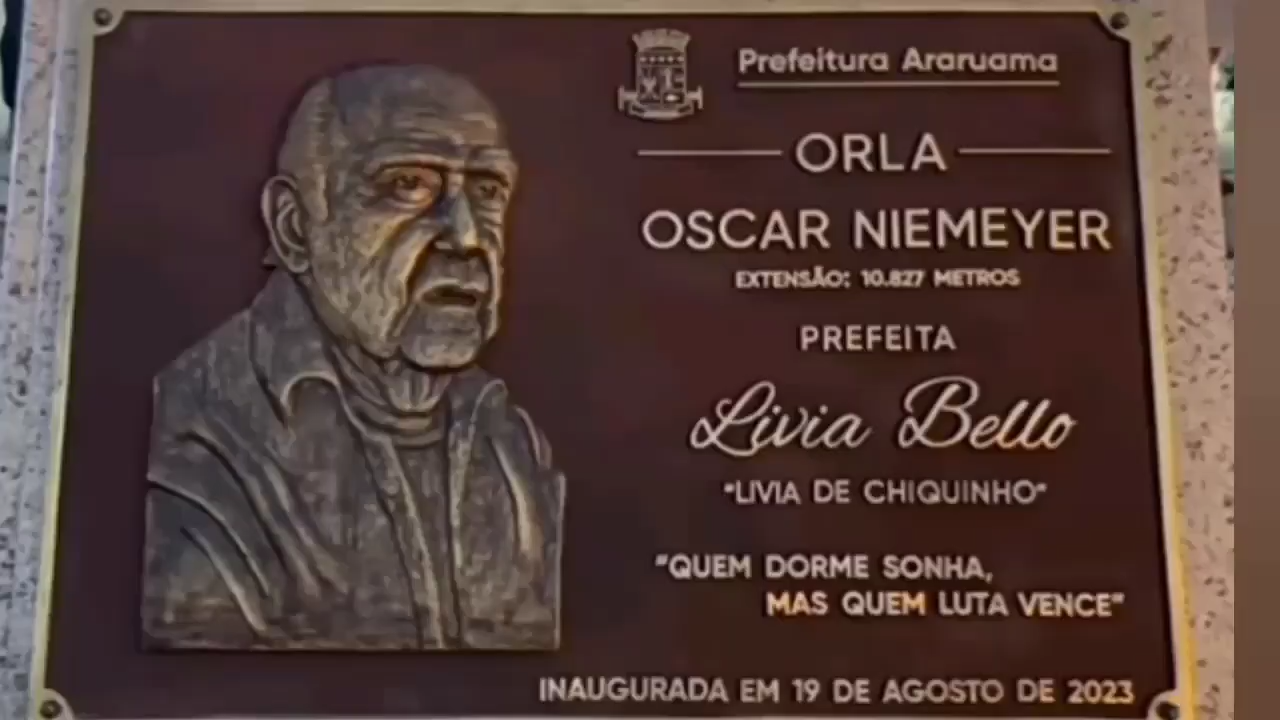 Prefeitura Araruama
ORLA
OSCAR NIEMEYER
EXTENSÃO: 10.827 METROS
PREFEITA
Livia Bello
"LIVIA DE CHIQUINHO"
"QUEM DORME SONHA,
MAS QUEM LUTA VENCE"
INAUGURADA EM 19 DE AGOSTO DE 2023